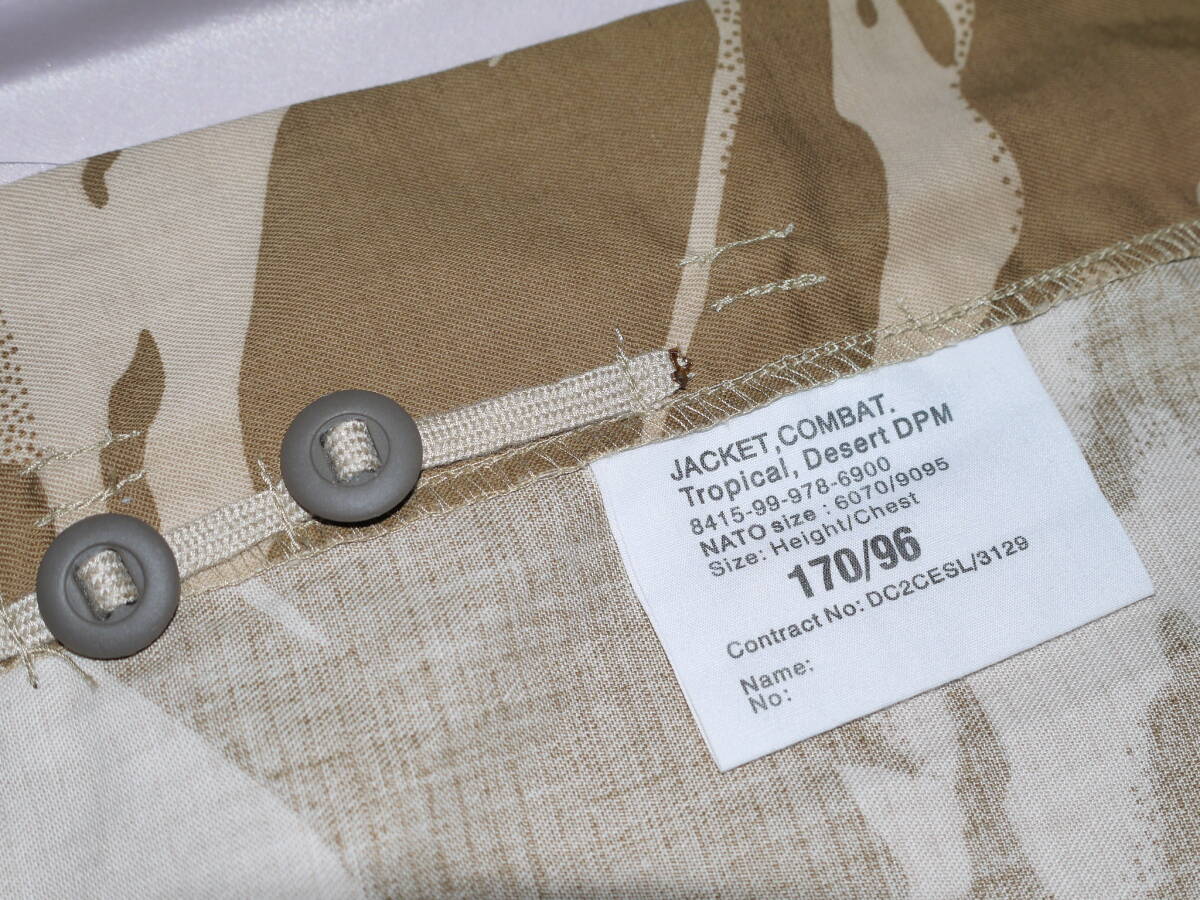 JACKET, COMBAT.
Tropical, Desert DPM
8415-99-978-6900
NATO size : 6070/9095
Size: Height/Chest
170/96
Contract No: DC2CESL/3129
Name:
No: